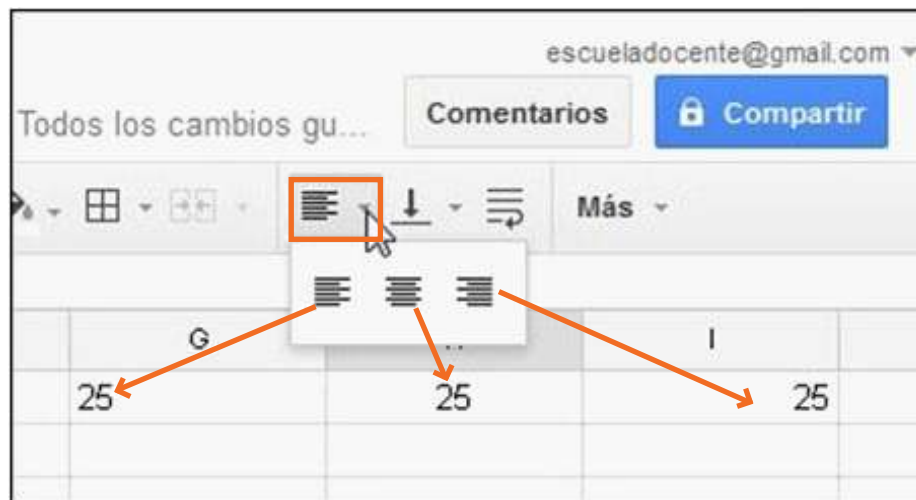 escueladocente@gmail.com
Todos los cambios gu...
Comentarios
Compartir
Más
G
I
25
25
25